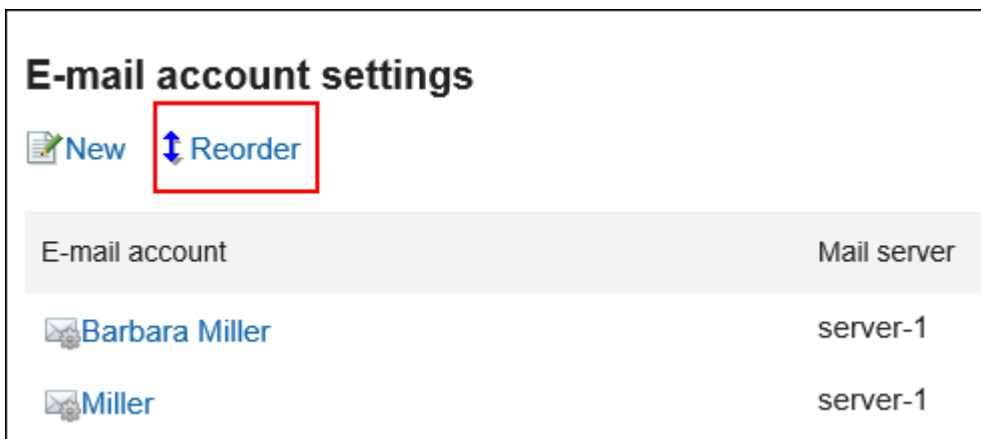 E-mail account settings
New Reorder
E-mail account Mail server
Barbara Miller server-1
Miller server-1